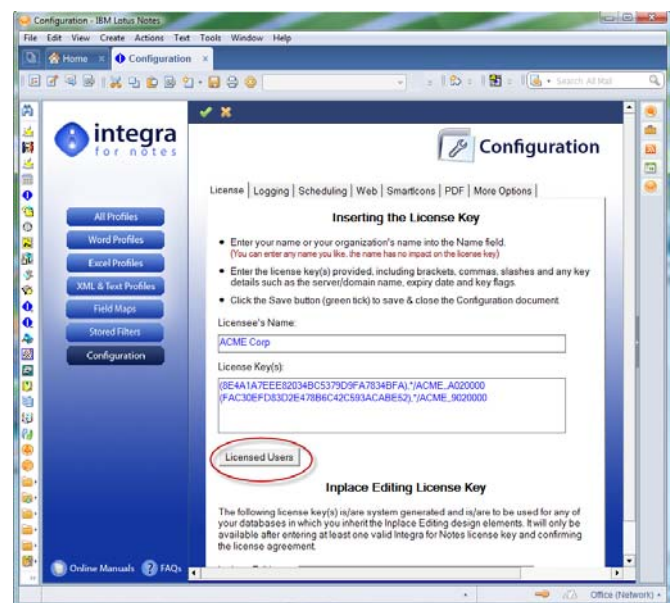 Configuration - IBM Lotus Notes
File Edit View Create Actions Text Tools Window Help
Home Configuration
Search All Mail
integra
for notes
Configuration
License | Logging | Scheduling | Web | SmartIcons | PDF | More Options |
All Profiles
Word Profiles
Excel Profiles
XML & Text Profiles
Field Maps
Stored Filters
Configuration
Inserting the License Key
• Enter your name or your organization's name into the Name field.
(You can enter any name you like, the name has no impact on the license key)
• Enter the license key(s) provided, including brackets, commas, slashes and any key
details such as the server/domain name, expiry date and key flags.
• Click the Save button (green tick) to save & close the Configuration document.
Licensee's Name:
ACME Corp
License Key(s):
(8E4A1A7EEE82034BC5379D9FA7834BFA),*/ACME,,A020000
(FAC30EFD83D2E478B6C42C593ACABE52),*/ACME,,9020000
Licensed Users
Inplace Editing License Key
The following license key(s) is/are system generated and is/are to be used for any of
your databases in which you inherit the Inplace Editing design elements. It will only be
available after entering at least one valid Integra for Notes license key and confirming
the license agreement.
Online Manuals FAQs
Office (Network)